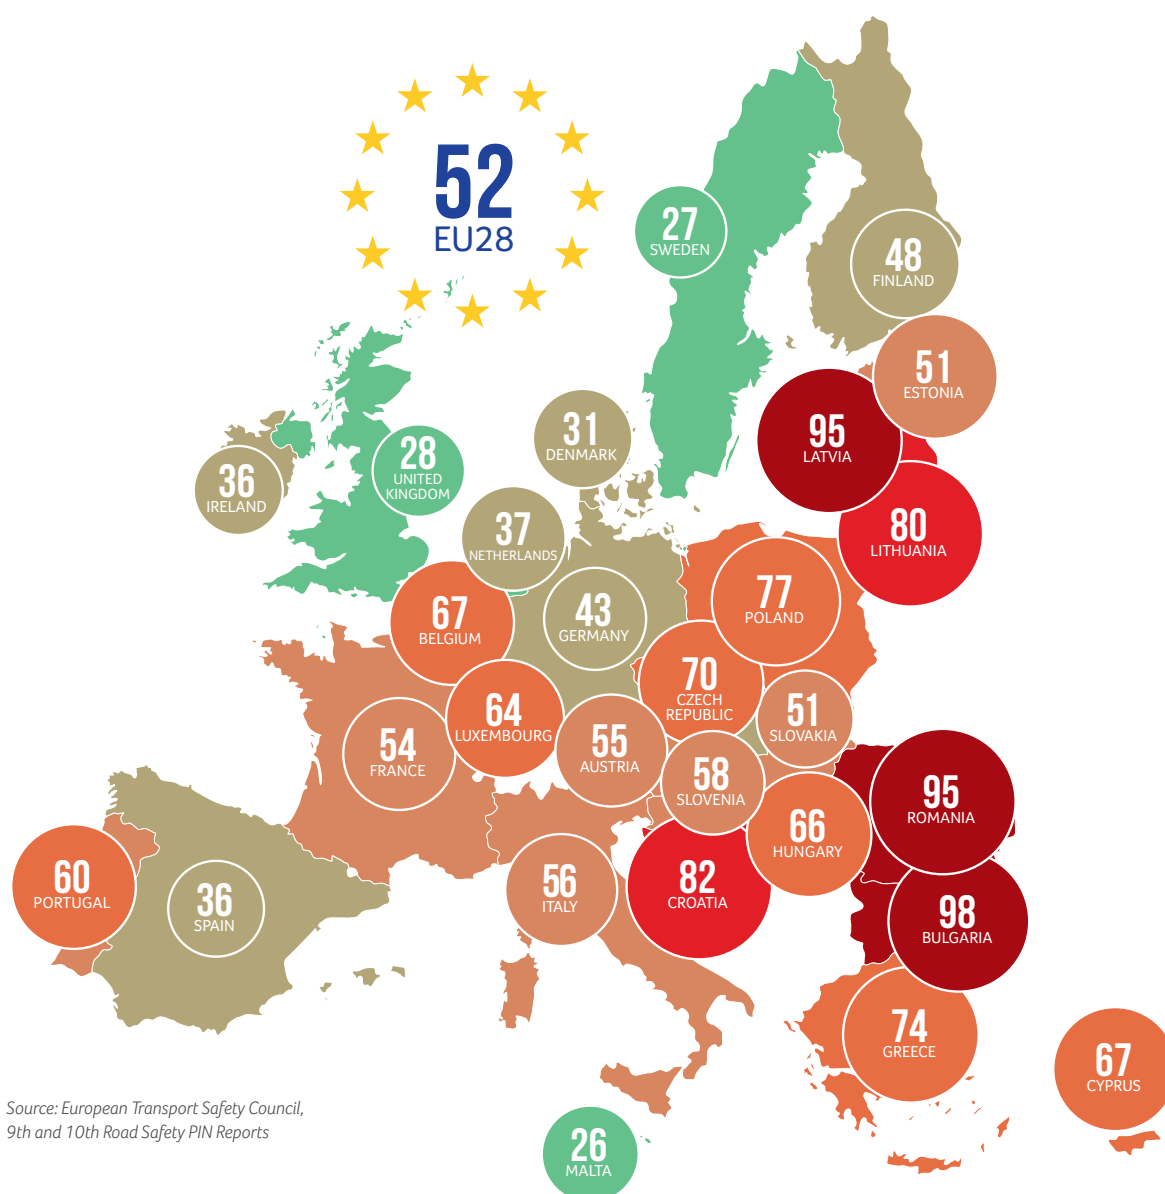 52
EU28
27
SWEDEN
48
FINLAND
51
ESTONIA
95
LATVIA
80
LITHUANIA
31
DENMARK
28
UNITED
KINGDOM
36
IRELAND
37
NETHERLANDS
43
GERMANY
77
POLAND
67
BELGIUM
70
CZECH
REPUBLIC
64
LUXEMBOURG
51
SLOVAKIA
54
FRANCE
55
AUSTRIA
58
SLOVENIA
95
ROMANIA
66
HUNGARY
60
PORTUGAL
36
SPAIN
56
ITALY
82
CROATIA
98
BULGARIA
74
GREECE
67
CYPRUS
26
MALTA
Source: European Transport Safety Council,
9th and 10th Road Safety PIN Reports